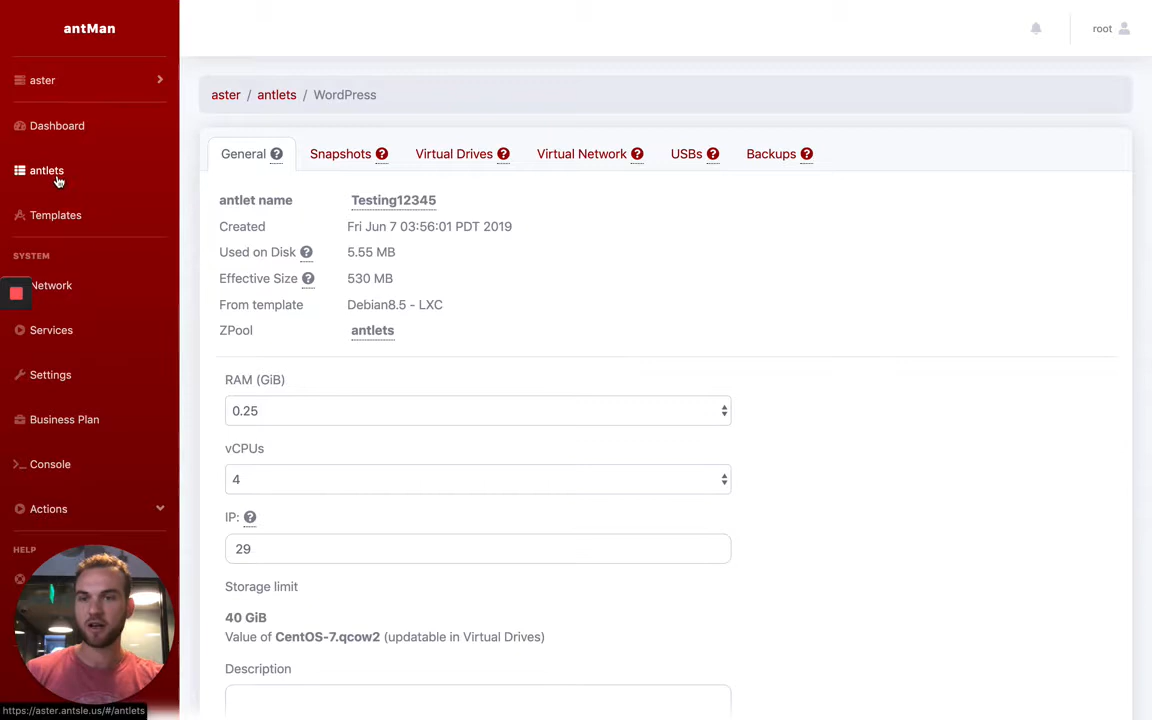 antMan
root
aster
aster / antlets / WordPress
Dashboard
antlets
Templates
SYSTEM
Network
Services
Settings
Business Plan
Console
Actions
HELP
General ?
Snapshots ?
Virtual Drives ?
Virtual Network ?
USBs ?
Backups ?
antlet name Testing12345
Created Fri Jun 7 03:56:01 PDT 2019
Used on Disk ? 5.55 MB
Effective Size ? 530 MB
From template Debian8.5 - LXC
ZPool antlets
RAM (GiB)
0.25
vCPUs
4
IP: ?
29
Storage limit
40 GiB
Value of CentOS-7.qcow2 (updatable in Virtual Drives)
Description
https://aster.antsle.us/#/antlets